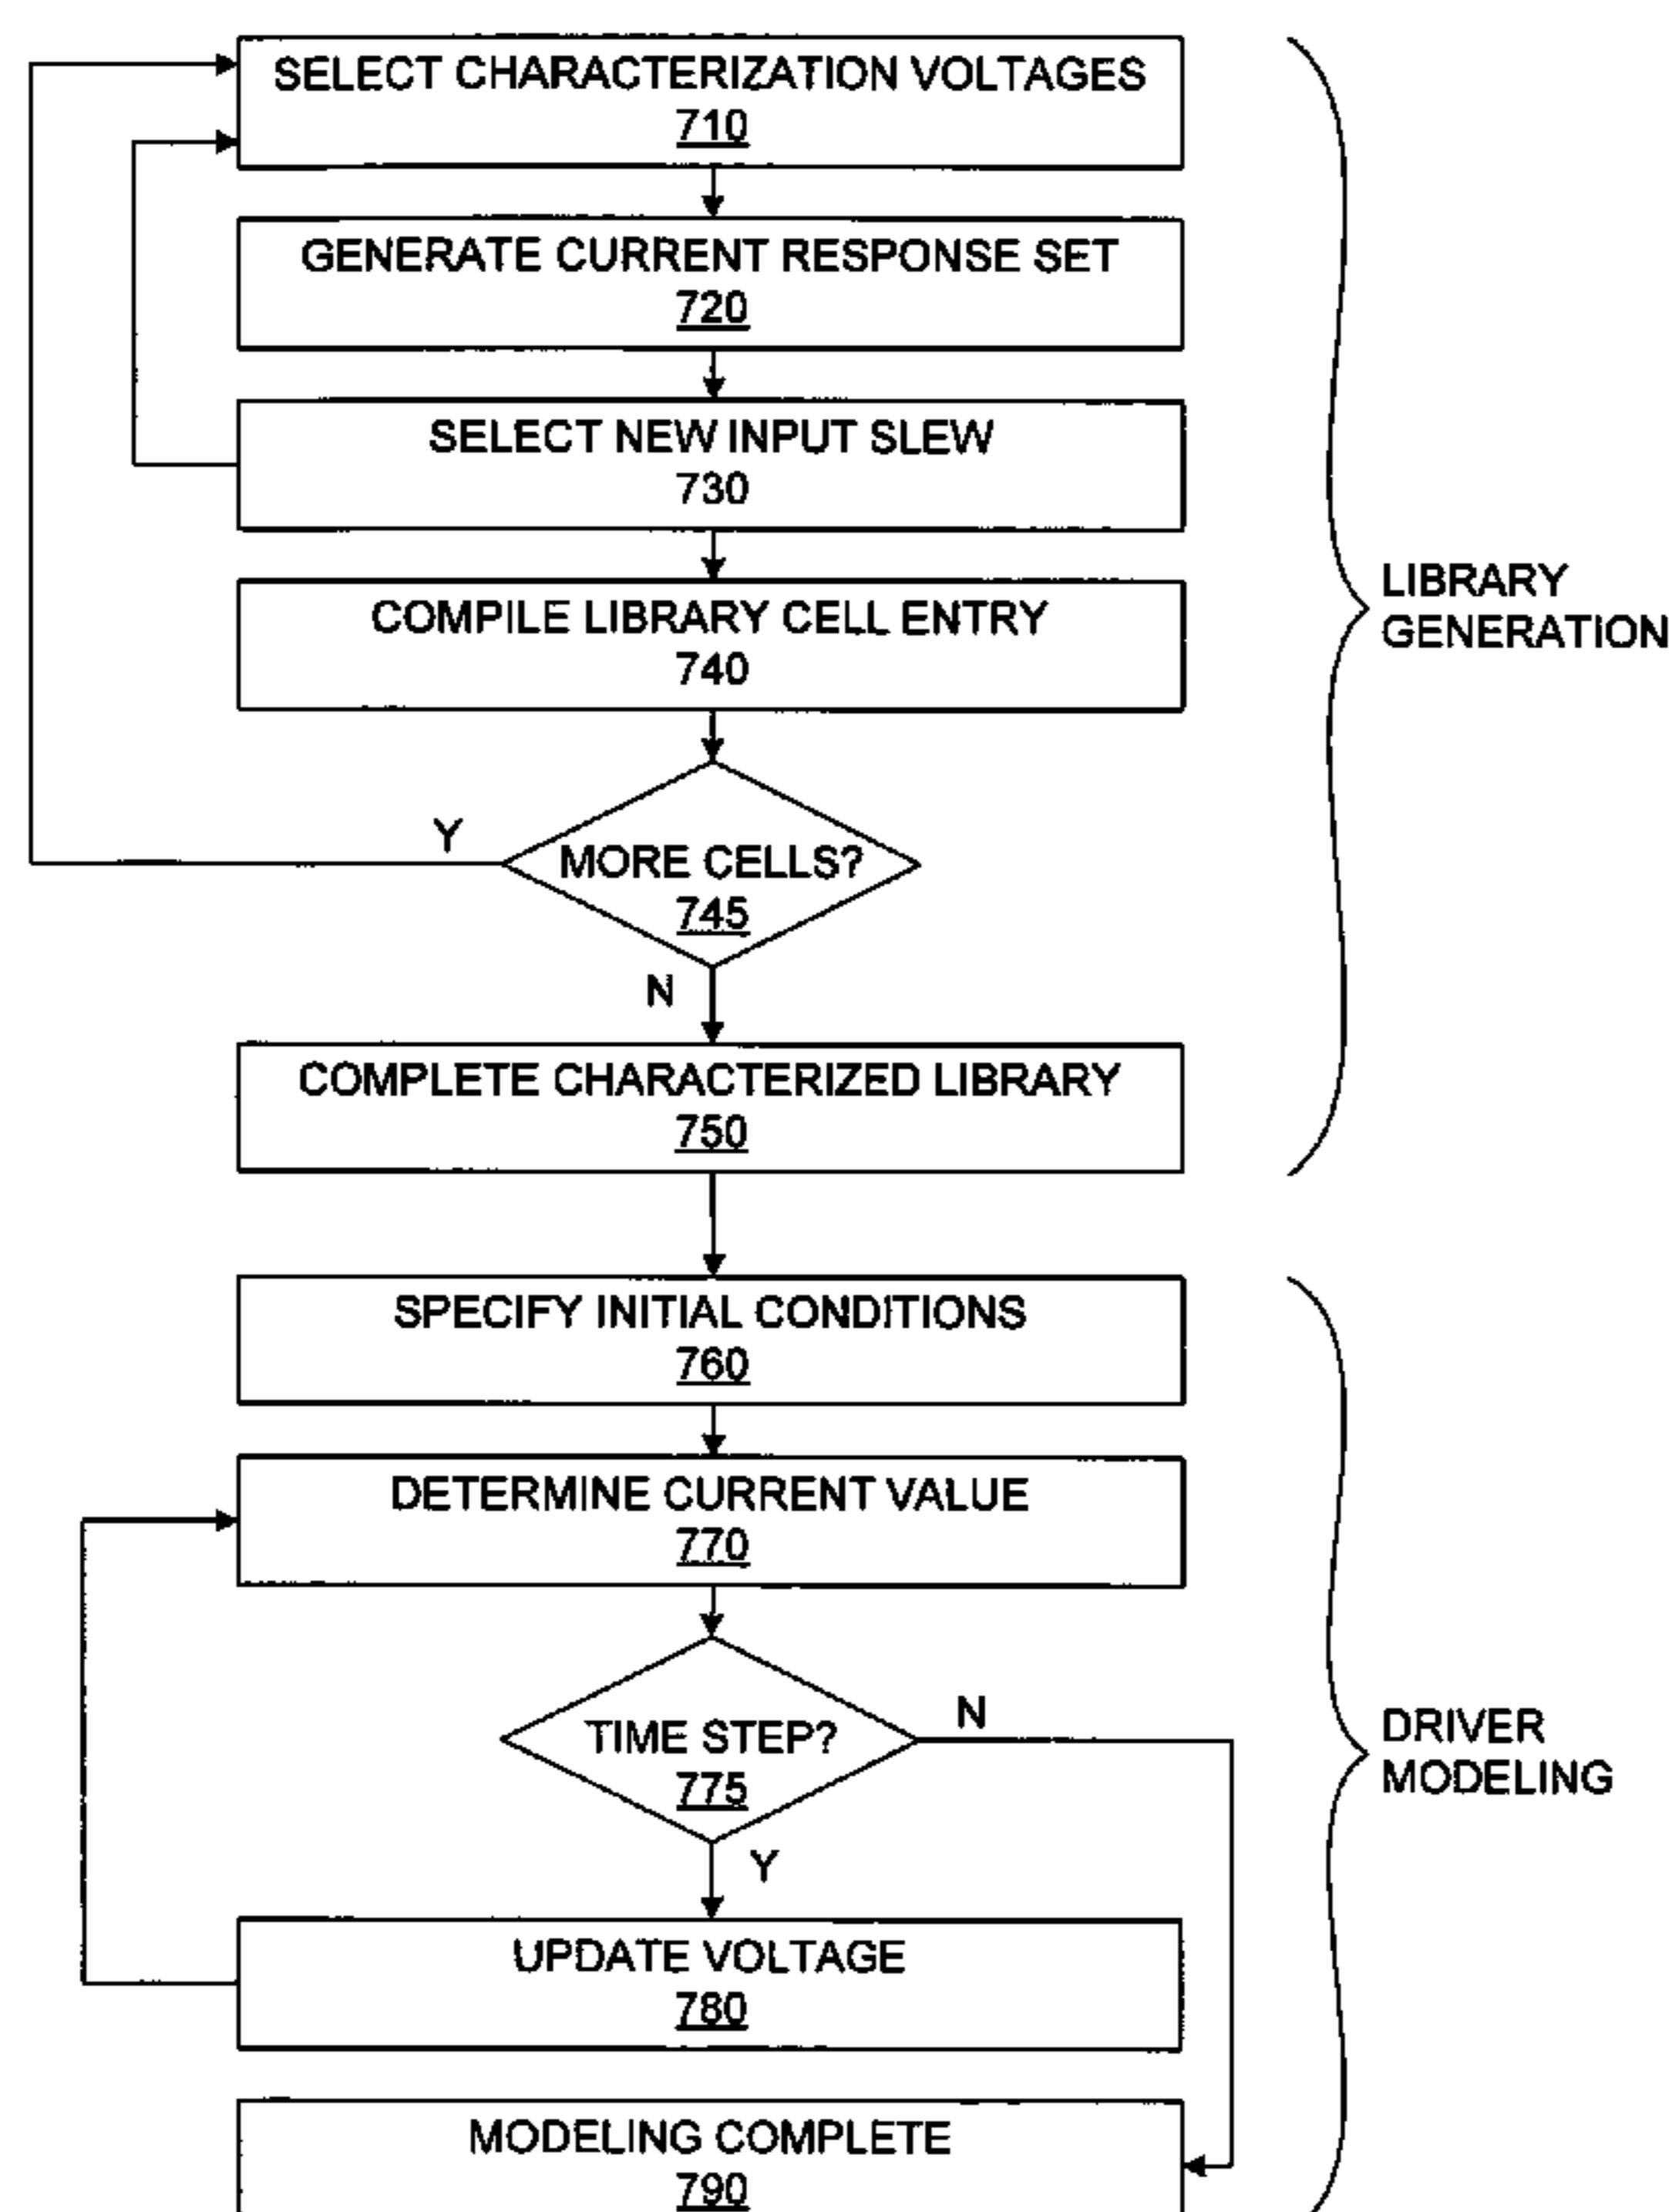 SELECT CHARACTERIZATION VOLTAGES
710
GENERATE CURRENT RESPONSE SET
720
SELECT NEW INPUT SLEW
730
COMPILE LIBRARY CELL ENTRY
740
LIBRARY
GENERATION
Y
MORE CELLS?
745
N
COMPLETE CHARACTERIZED LIBRARY
750
SPECIFY INITIAL CONDITIONS
760
DETERMINE CURRENT VALUE
770
N
TIME STEP?
775
DRIVER
MODELING
Y
UPDATE VOLTAGE
780
MODELING COMPLETE
790